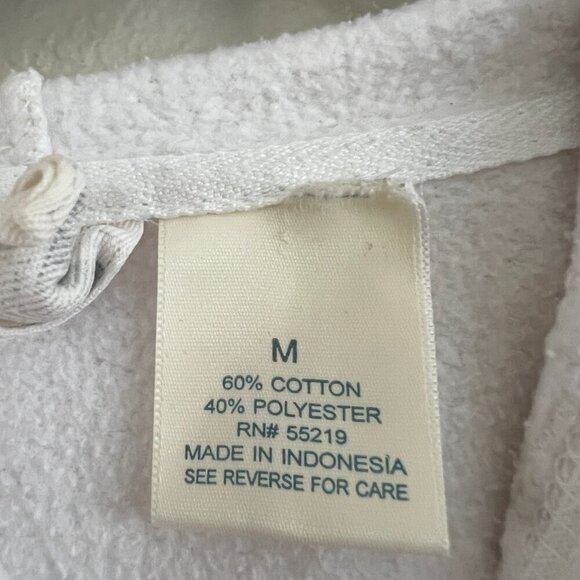 M
60% COTTON
40% POLYESTER
RN# 55219
MADE IN INDONESIA
SEE REVERSE FOR CARE